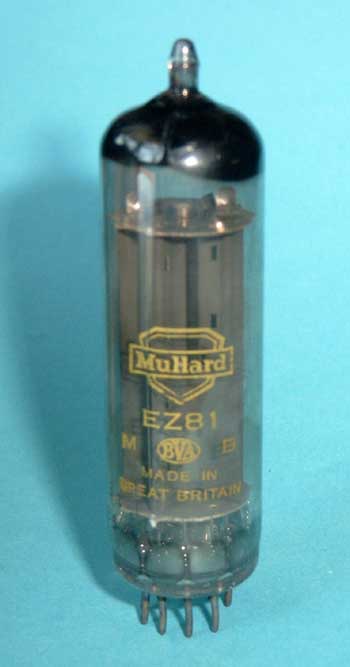 Mullard
EZ81
M BVA B
MADE IN
GREAT BRITAIN